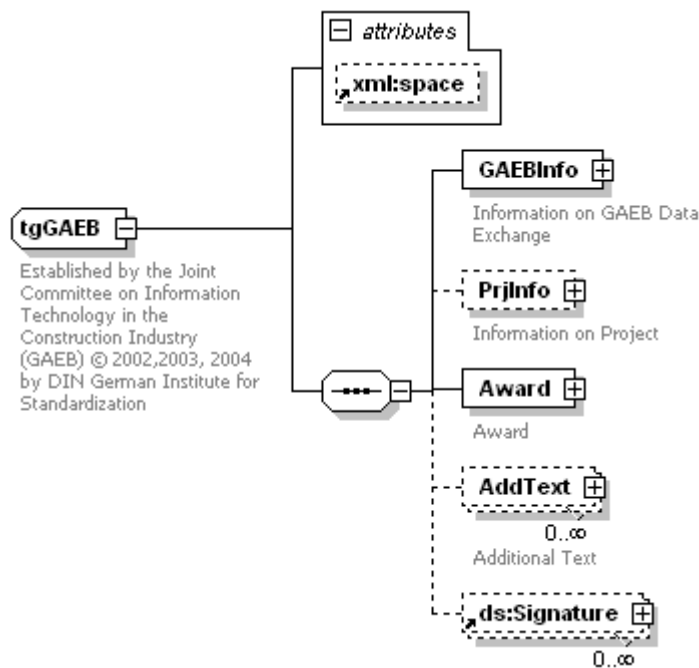 attributes
xml:space
GAEBInfo
Information on GAEB Data
Exchange
tgGAEB
Established by the Joint
Committee on Information
Technology in the
Construction Industry
(GAEB) © 2002,2003, 2004
by DIN German Institute for
Standardization
PrjInfo
Information on Project
Award
Award
AddText
0..∞
Additional Text
ds:Signature
0..∞